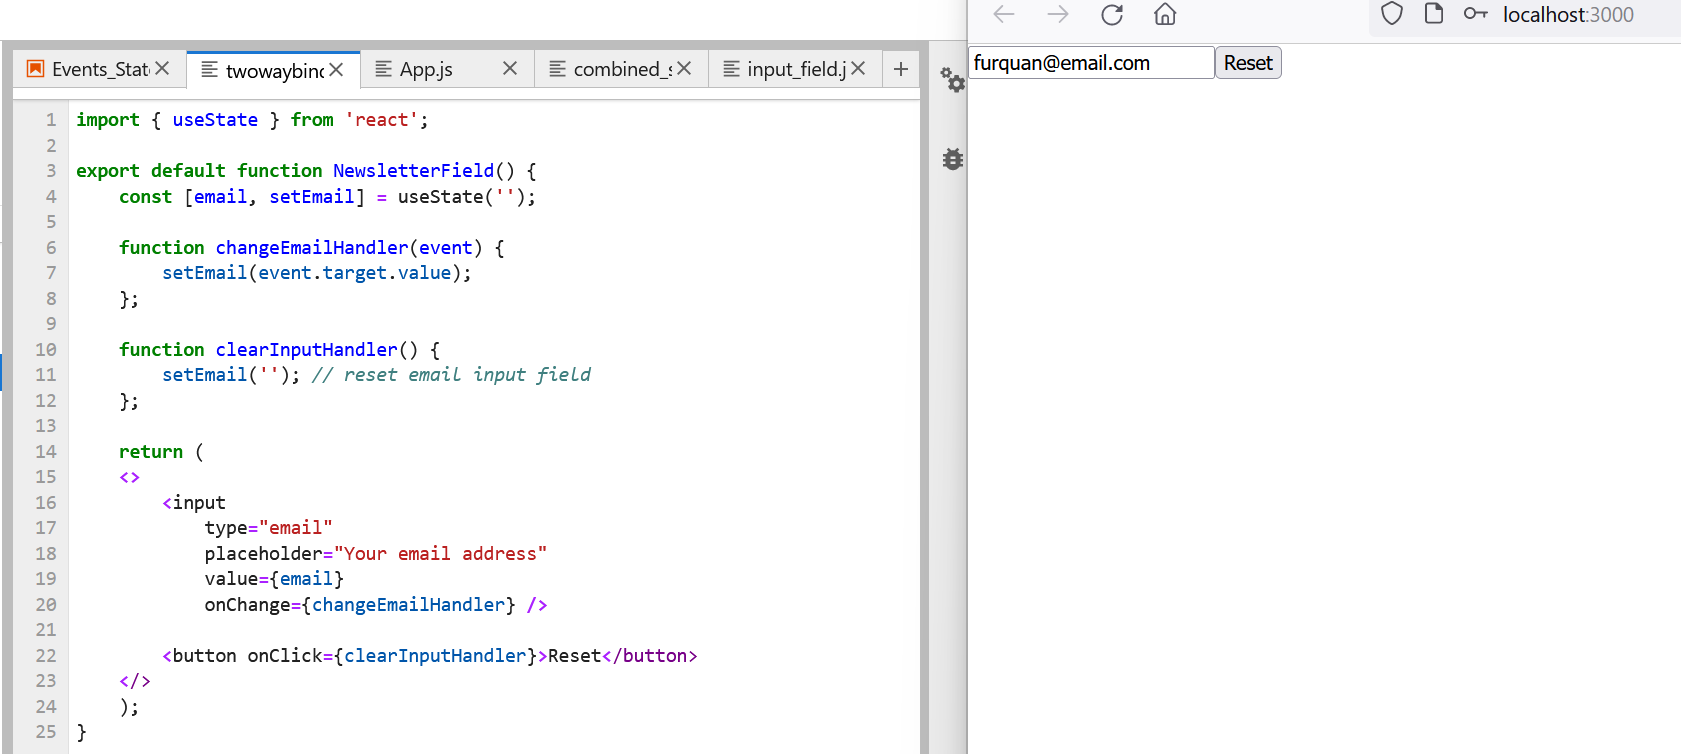 Events_Stat
twowaybind
App.js
combined_s
input_field.j
localhost:3000
furquan@email.com Reset
1 import { useState } from 'react';
2
3 export default function NewsletterField() {
4     const [email, setEmail] = useState('');
5
6     function changeEmailHandler(event) {
7         setEmail(event.target.value);
8     };
9
10     function clearInputHandler() {
11         setEmail(''); // reset email input field
12     };
13
14     return (
15     <>
16         <input
17             type="email"
18             placeholder="Your email address"
19             value={email}
20             onChange={changeEmailHandler} />
21
22         <button onClick={clearInputHandler}>Reset</button>
23     </>
24     );
25 }